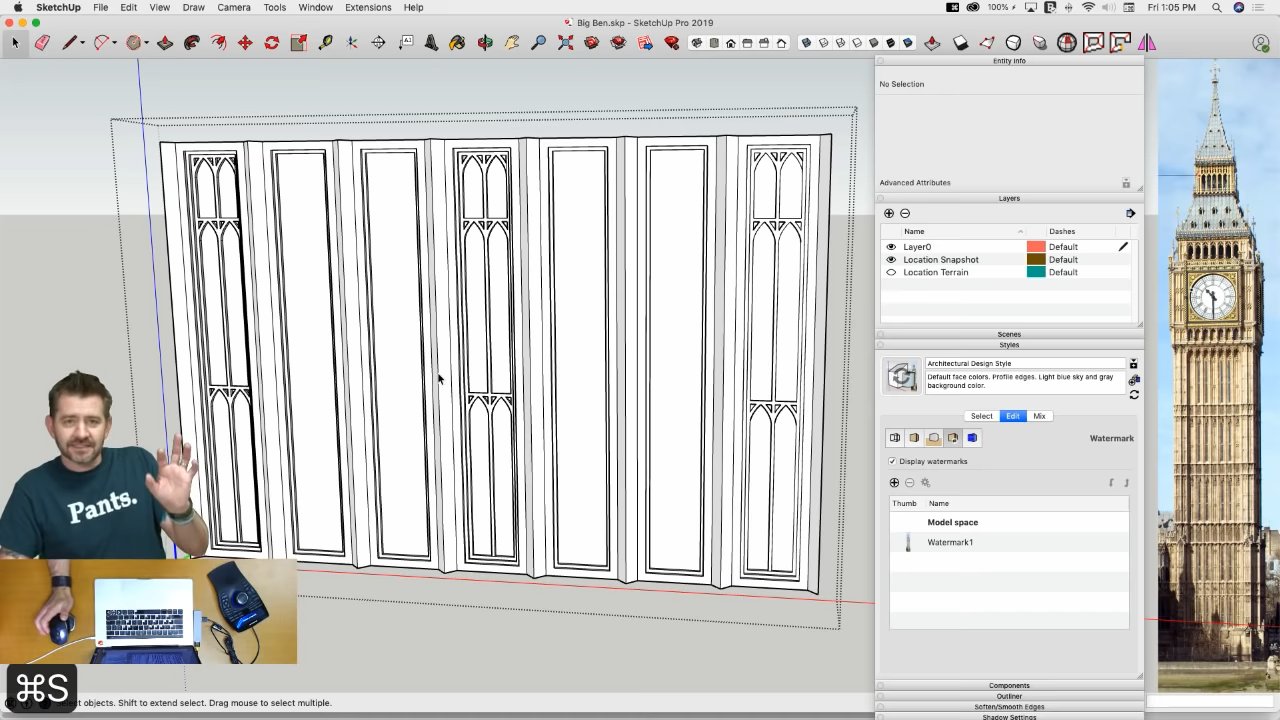 SketchUp File Edit View Camera Draw Tools Window Extensions Help
100% Fri 1:05 PM
Big Ben.skp - SketchUp Pro 2019
Entity Info
No Selection
Advanced Attributes
Layers
Name Dashes
Layer0 Default
Location Snapshot Default
Location Terrain Default
Scenes
Styles
Architectural Design Style
Default face colors. Profile edges. Light blue sky and gray
background color.
Select Edit Mix
Watermark
Display watermarks
Thumb Name
Model space
Watermark1
Components
Outliner
Soften/Smooth Edges
Shadow Settings
Pants.
⌘S
objects. Shift to extend select. Drag mouse to select multiple.